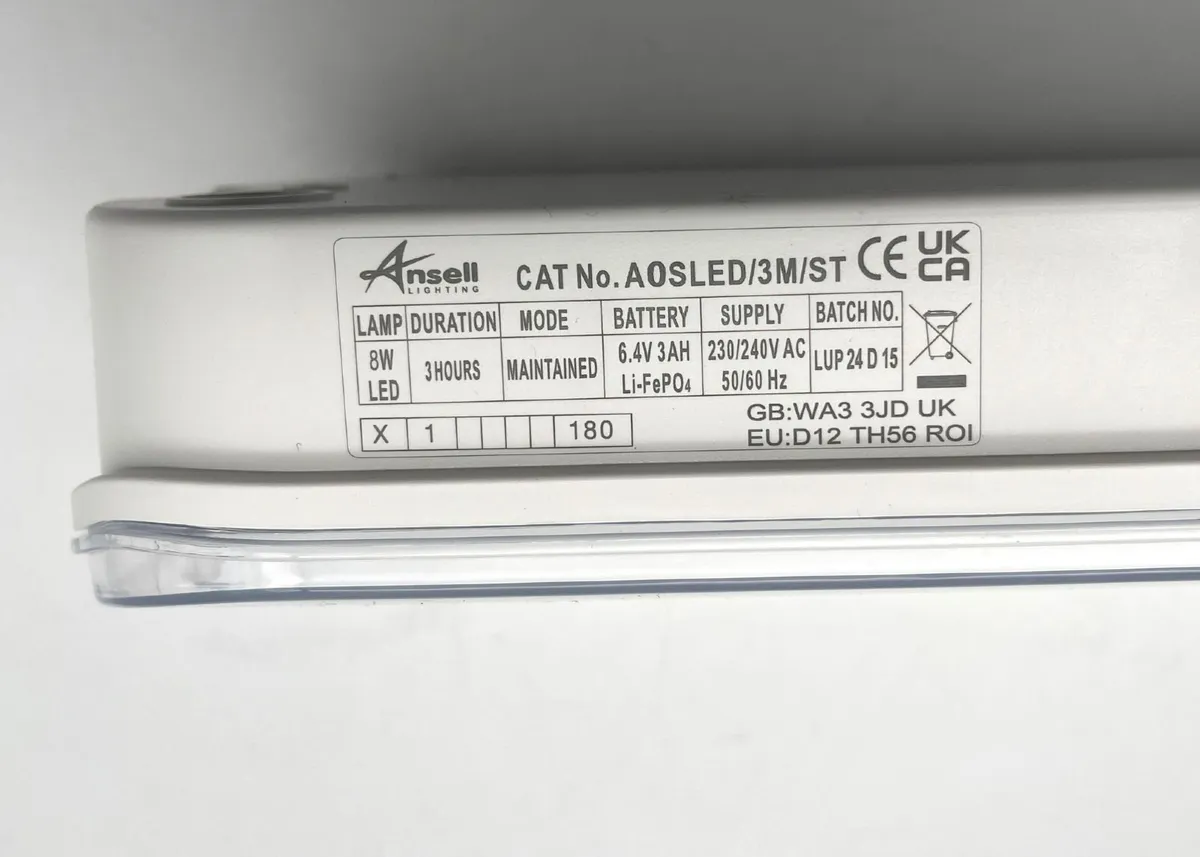 Ansell
LIGHTING
CAT No. AOSLED/3M/ST CE UK CA
LAMP DURATION MODE BATTERY SUPPLY BATCH NO.
8W LED 3 HOURS MAINTAINED 6.4V 3AH Li-FePO₄ 230/240V AC 50/60 Hz LUP 24 D 15
X 1 180
GB:WA3 3JD UK
EU:D12 TH56 ROI